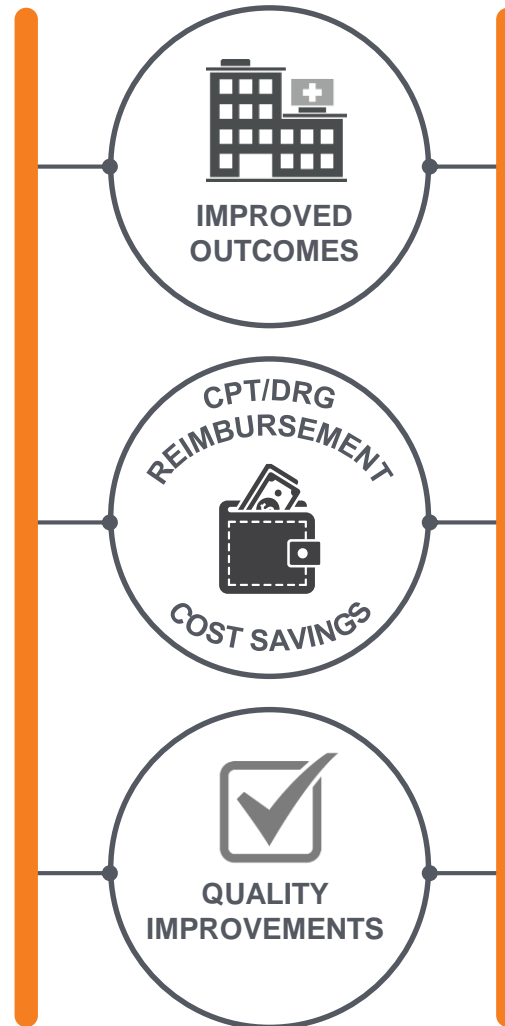 IMPROVED
OUTCOMES
CPT/DRG
REIMBURSEMENT
COST SAVINGS
QUALITY
IMPROVEMENTS